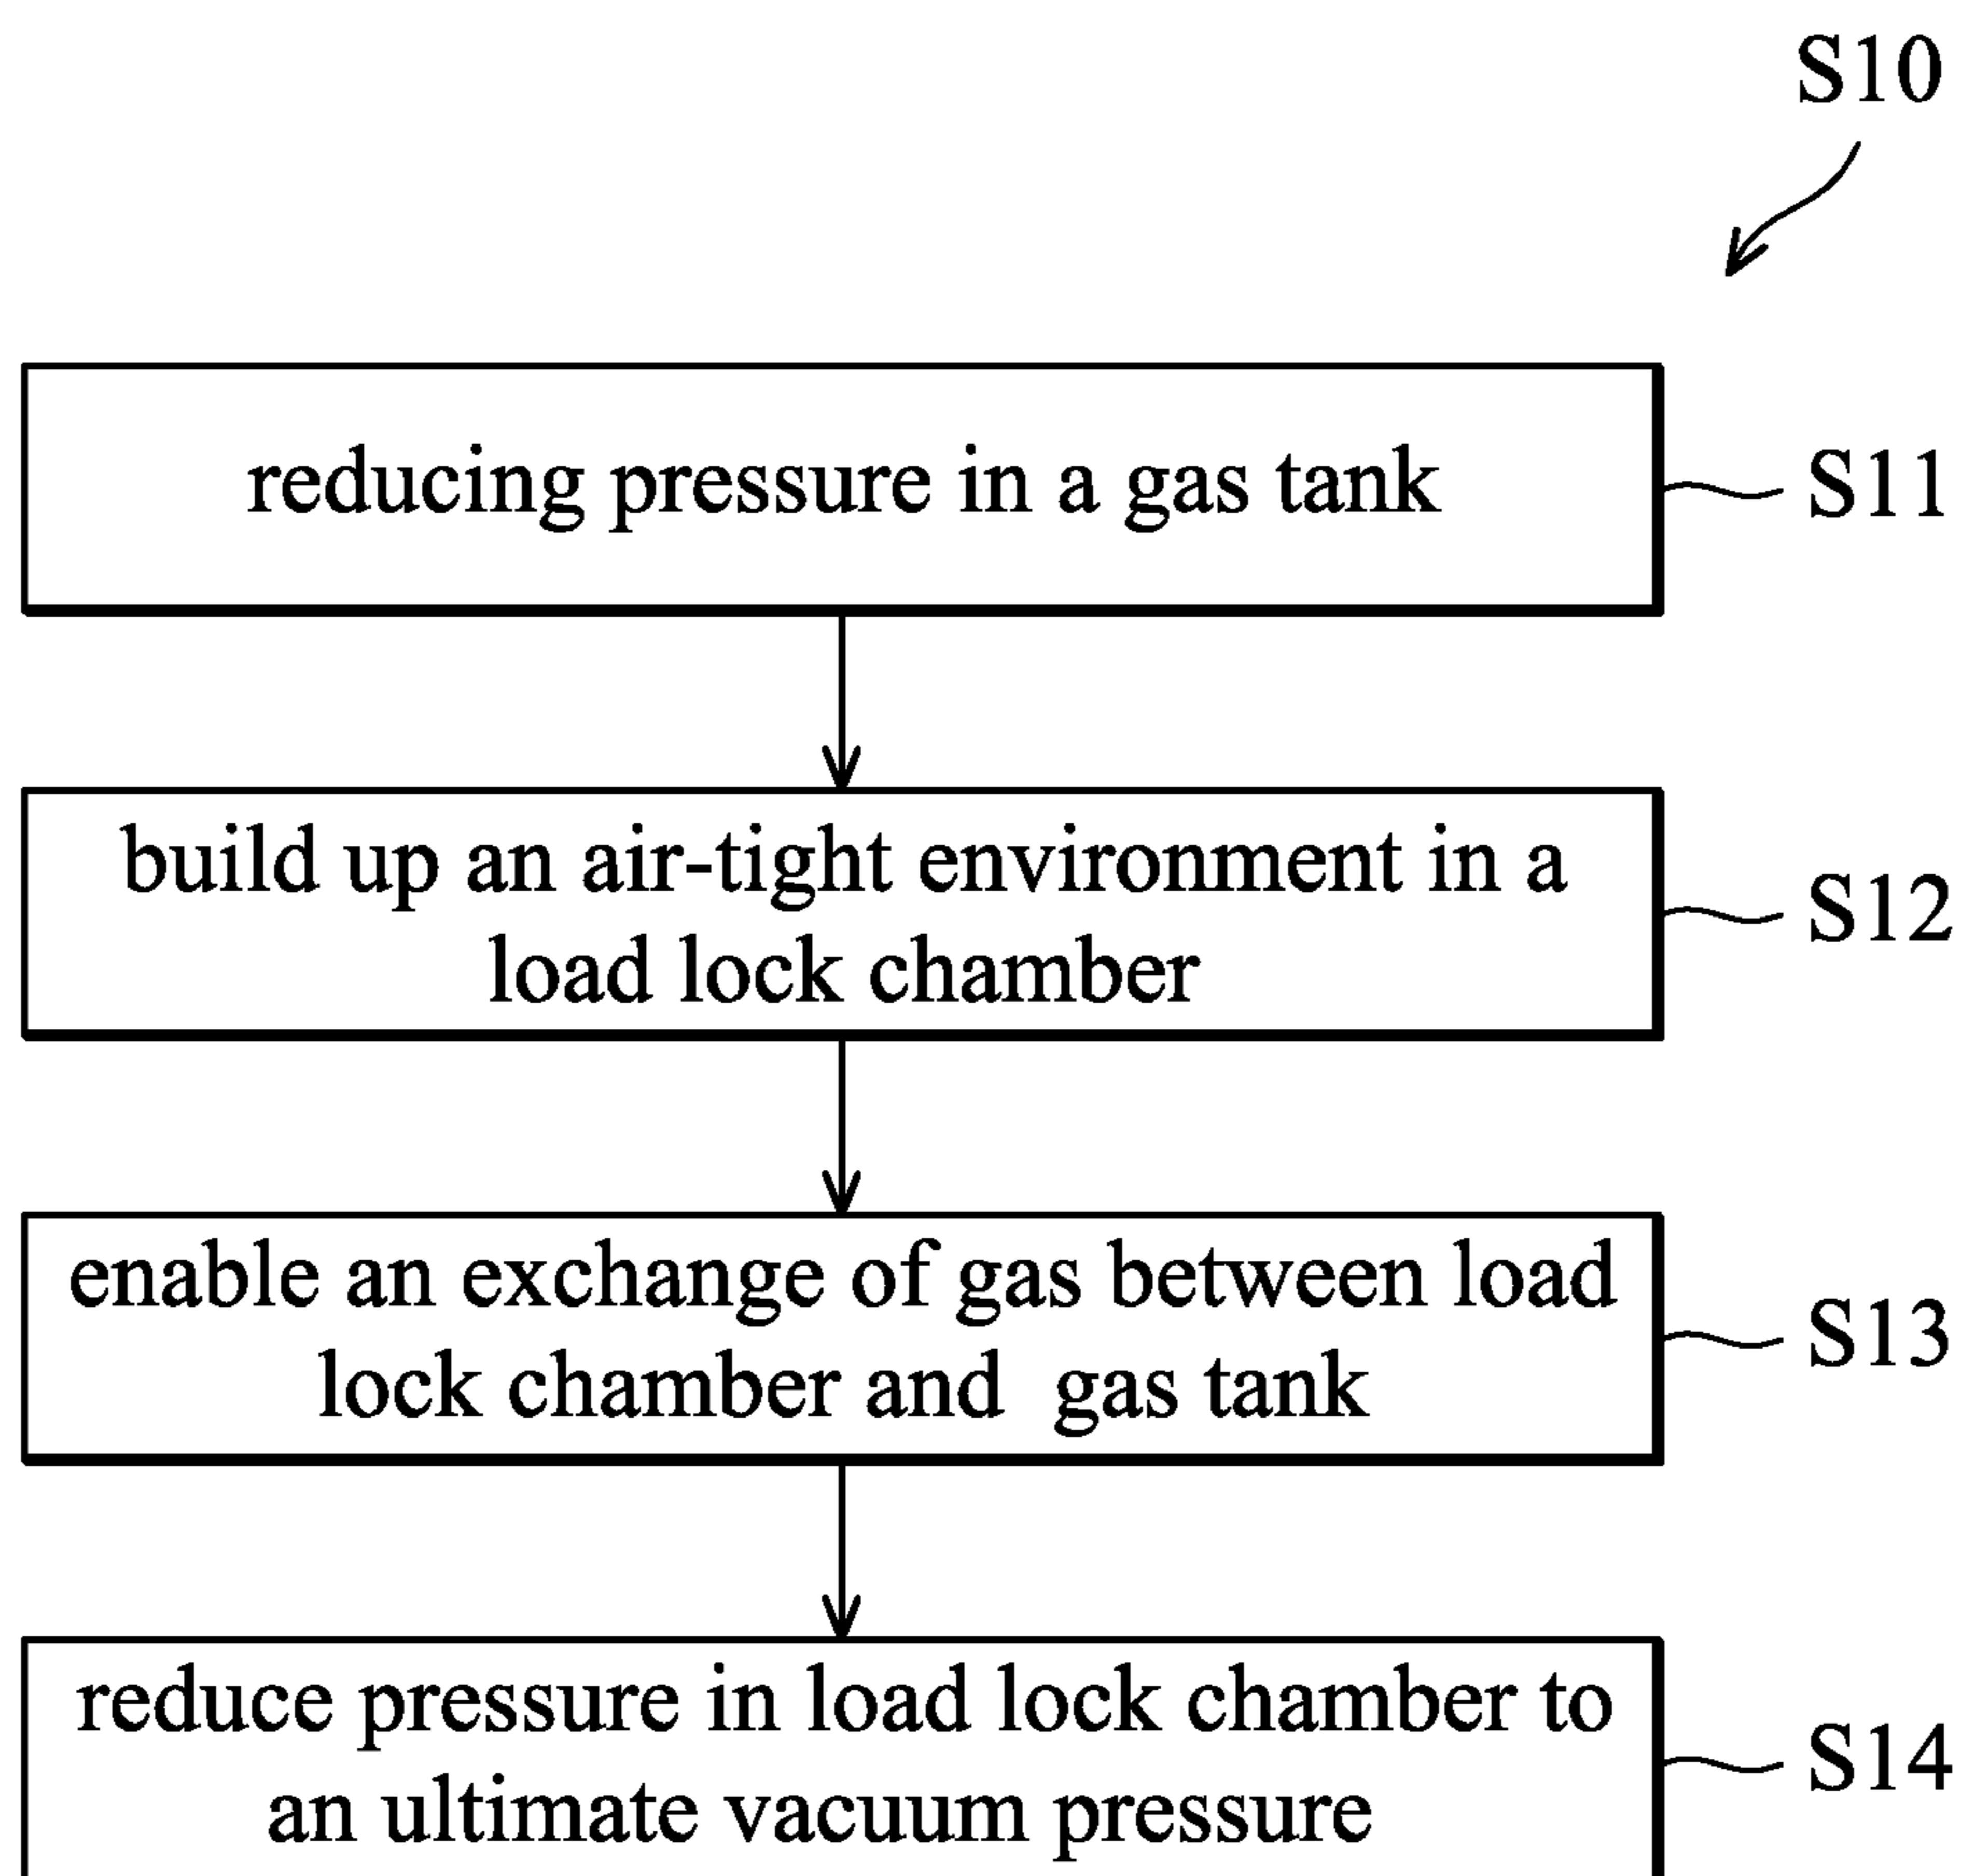 S10
reducing pressure in a gas tank
S11
build up an air-tight environment in a
load lock chamber
S12
enable an exchange of gas between load
lock chamber and  gas tank
S13
reduce pressure in load lock chamber to
an ultimate vacuum pressure
S14